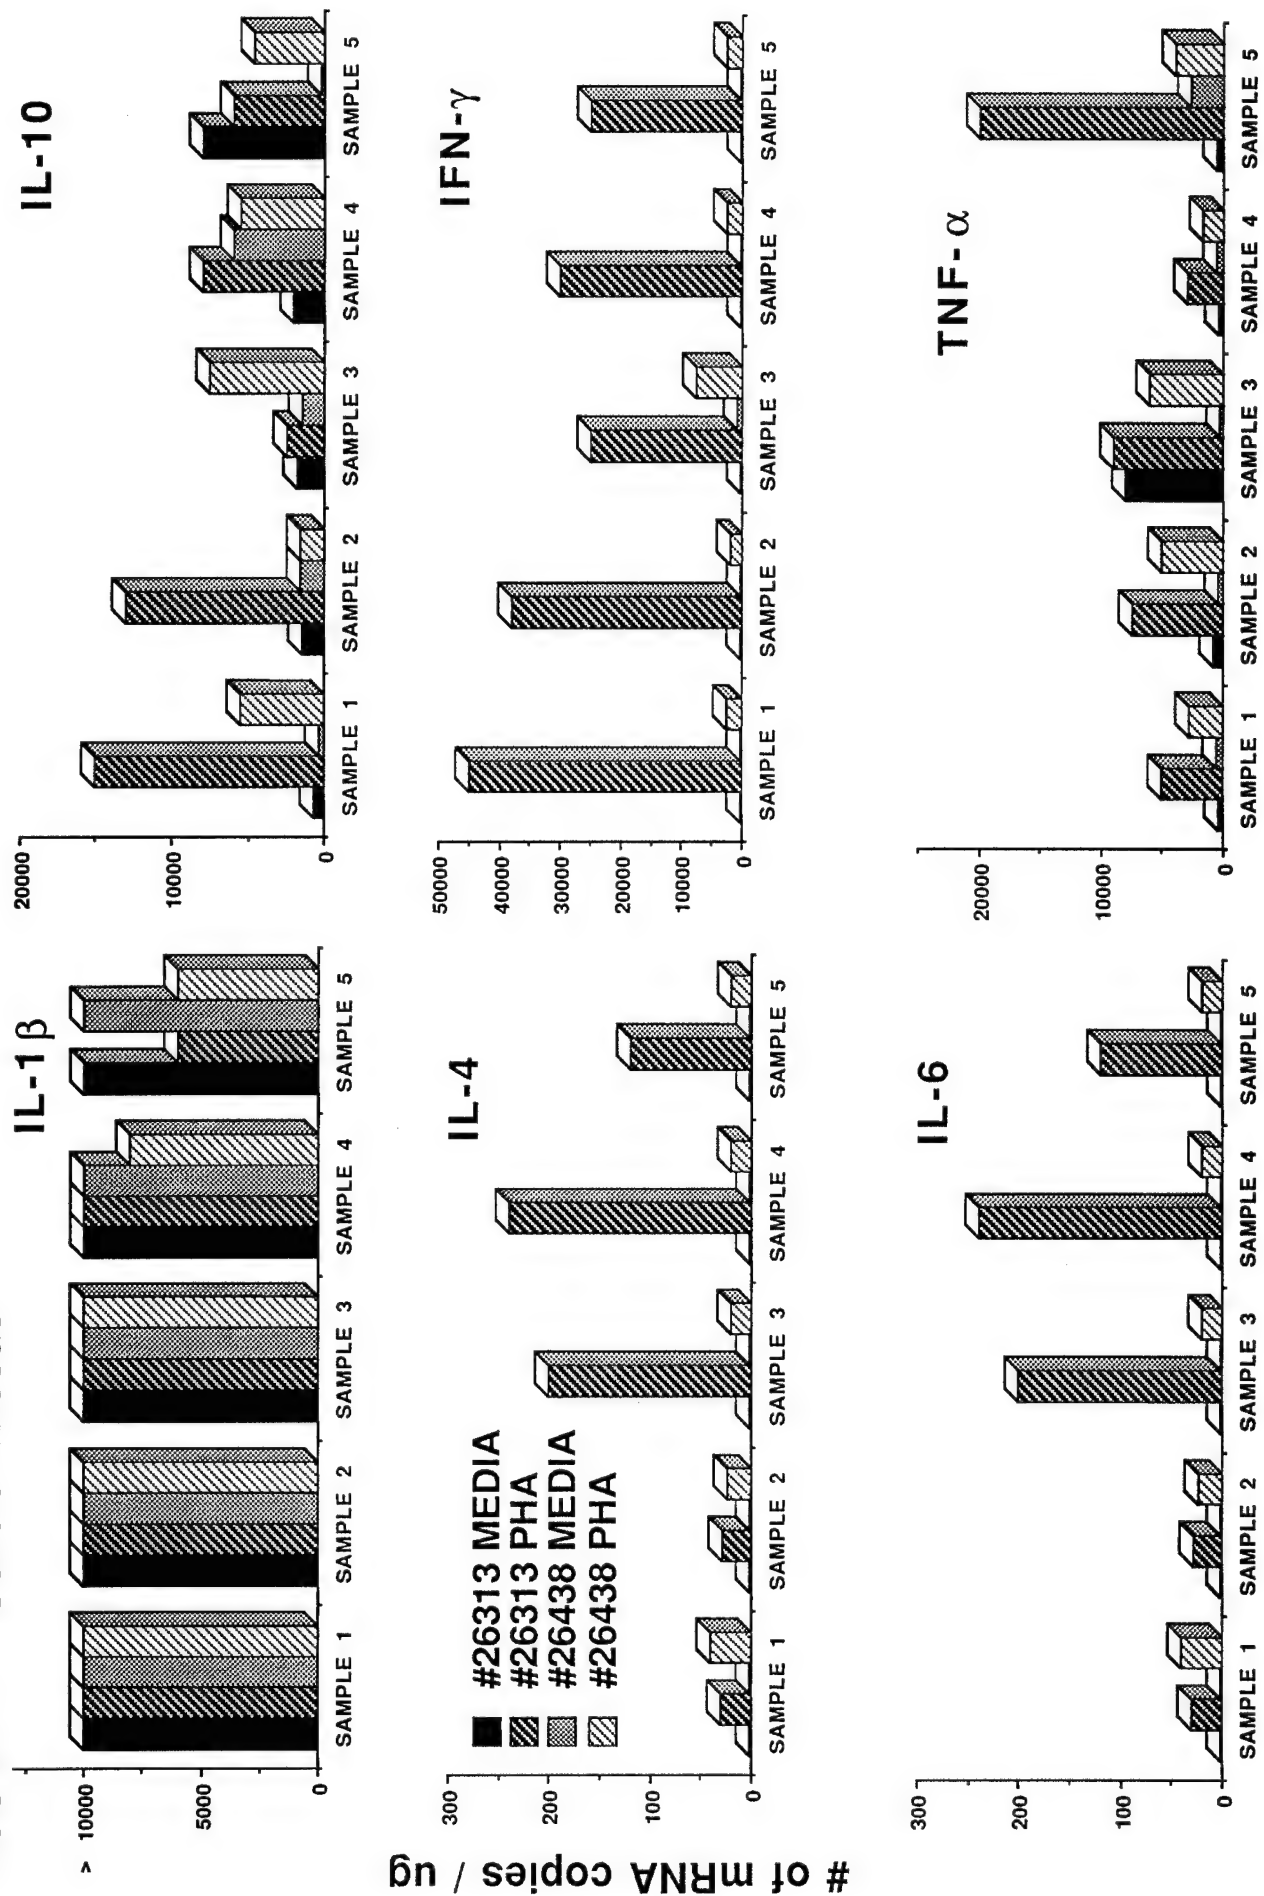 IL-1β
> 10000
5000
0
SAMPLE 1
SAMPLE 2
SAMPLE 3
SAMPLE 4
SAMPLE 5
IL-10
20000
10000
0
SAMPLE 1
SAMPLE 2
SAMPLE 3
SAMPLE 4
SAMPLE 5
# of mRNA copies / ug
IL-4
300
200
100
0
#26313 MEDIA
#26313 PHA
#26438 MEDIA
#26438 PHA
SAMPLE 1
SAMPLE 2
SAMPLE 3
SAMPLE 4
SAMPLE 5
IFN-γ
50000
40000
30000
20000
10000
0
SAMPLE 1
SAMPLE 2
SAMPLE 3
SAMPLE 4
SAMPLE 5
IL-6
300
200
100
0
SAMPLE 1
SAMPLE 2
SAMPLE 3
SAMPLE 4
SAMPLE 5
TNF-α
20000
10000
0
SAMPLE 1
SAMPLE 2
SAMPLE 3
SAMPLE 4
SAMPLE 5